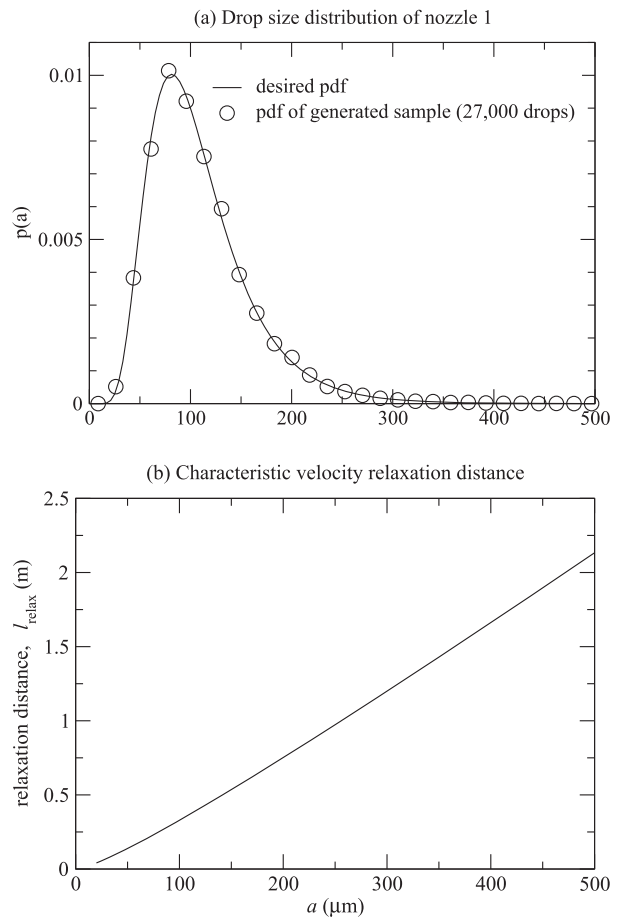 (a) Drop size distribution of nozzle 1
0.01
desired pdf
pdf of generated sample (27,000 drops)
p(a)
0.005
0
0 100 200 300 400 500
(b) Characteristic velocity relaxation distance
2.5
2
1.5
1
0.5
0
relaxation distance, l_relax (m)
0 100 200 300 400 500
a (μm)